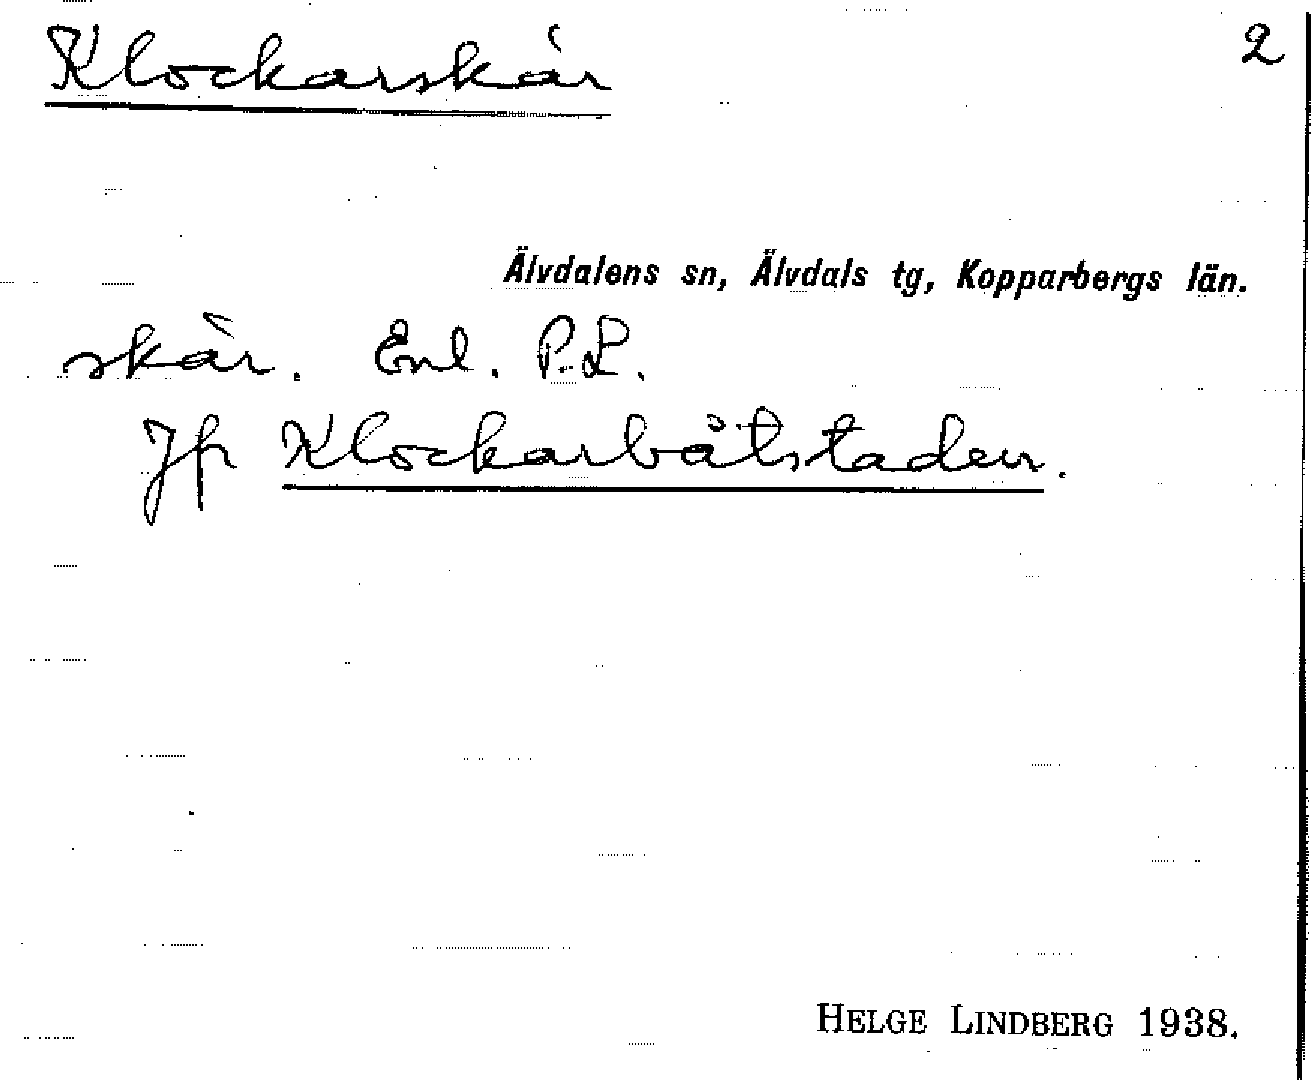 Klockarskär 2
Älvdalens sn, Älvdals tg, Kopparbergs län.
skär. Enl. P.L.
Jfr Klockarbåtstaden.
HELGE LINDBERG 1938.